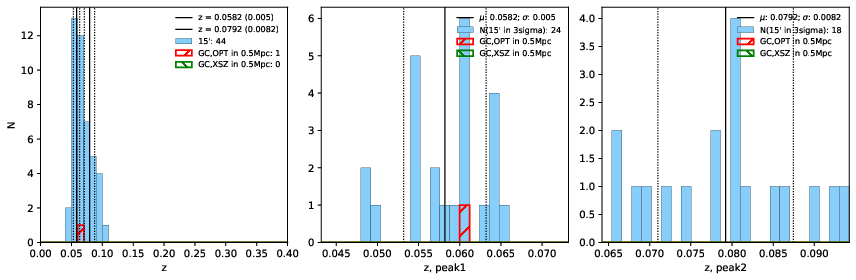 z = 0.0582 (0.005)
z = 0.0792 (0.0082)
15': 44
GC,OPT in 0.5Mpc: 1
GC,XSZ in 0.5Mpc: 0
N
12
10
8
6
4
2
0
0.00 0.05 0.10 0.15 0.20 0.25 0.30 0.35 0.40
z
μ: 0.0582; σ: 0.005
N(15' in 3sigma): 24
GC,OPT in 0.5Mpc
GC,XSZ in 0.5Mpc
6
5
4
3
2
1
0
0.045 0.050 0.055 0.060 0.065 0.070
z, peak1
μ: 0.0792; σ: 0.0082
N(15' in 3sigma): 18
GC,OPT in 0.5Mpc
GC,XSZ in 0.5Mpc
4.0
3.5
3.0
2.5
2.0
1.5
1.0
0.5
0.0
0.065 0.070 0.075 0.080 0.085 0.090
z, peak2